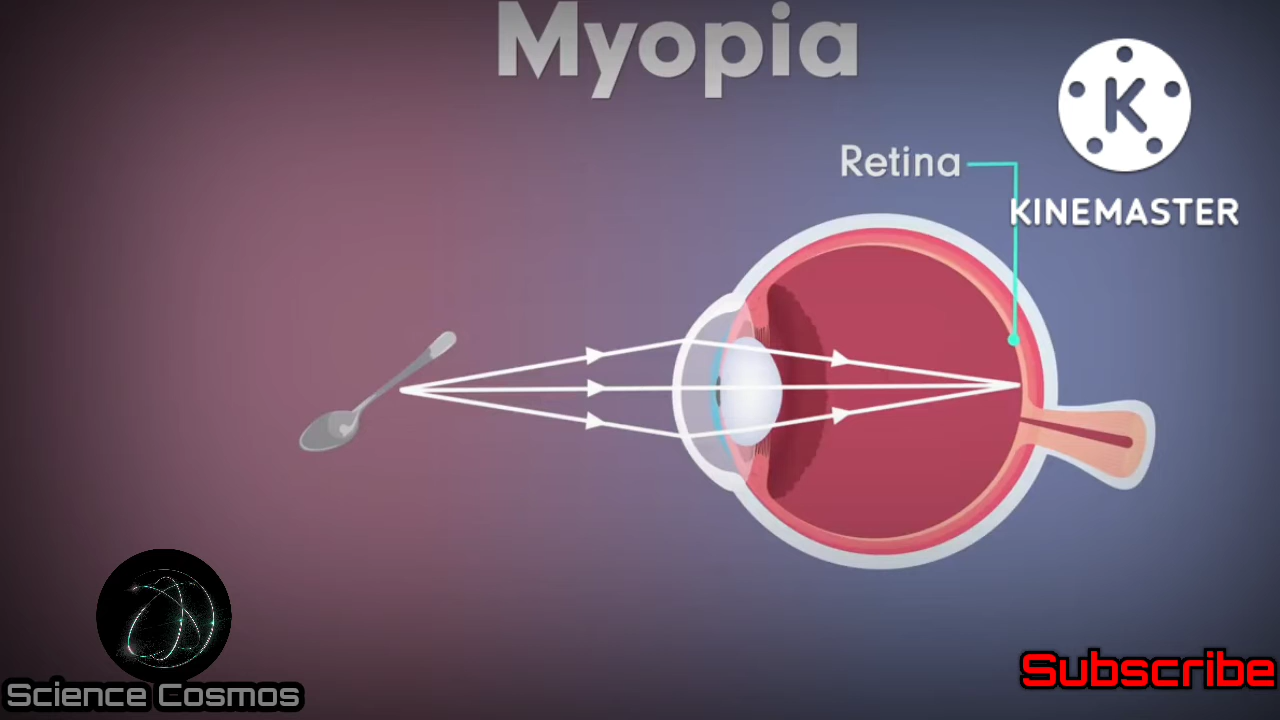 Myopia
Retina
K
KINEMASTER
Science Cosmos
Subscribe